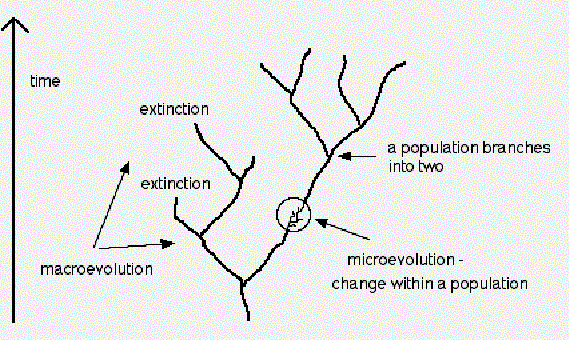 time
extinction
a population branches
into two
extinction
macroevolution
microevolution -
change within a population